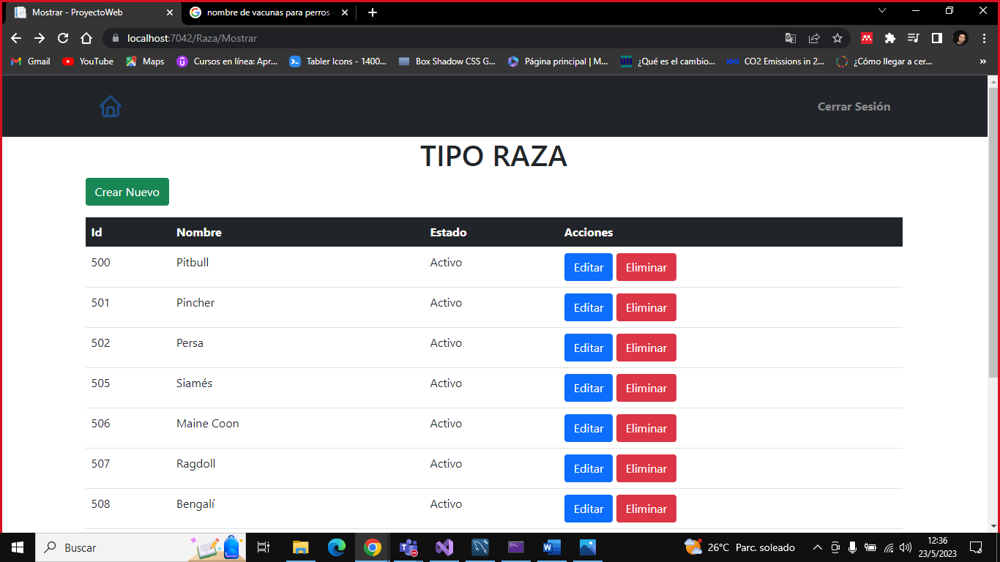 Mostrar - ProyectoWeb
nombre de vacunas para perros -
localhost:7042/Raza/Mostrar
Gmail YouTube Maps Cursos en línea: Apr... Tabler Icons - 1400... Box Shadow CSS G... Página principal | M... ¿Qué es el cambio... CO2 Emissions in 2... ¿Cómo llegar a cer... »
Cerrar Sesión
TIPO RAZA
Crear Nuevo
Id Nombre Estado Acciones
500 Pitbull Activo Editar Eliminar
501 Pincher Activo Editar Eliminar
502 Persa Activo Editar Eliminar
505 Siamés Activo Editar Eliminar
506 Maine Coon Activo Editar Eliminar
507 Ragdoll Activo Editar Eliminar
508 Bengalí Activo Editar Eliminar
Buscar
26°C Parc. soleado
12:36
23/5/2023